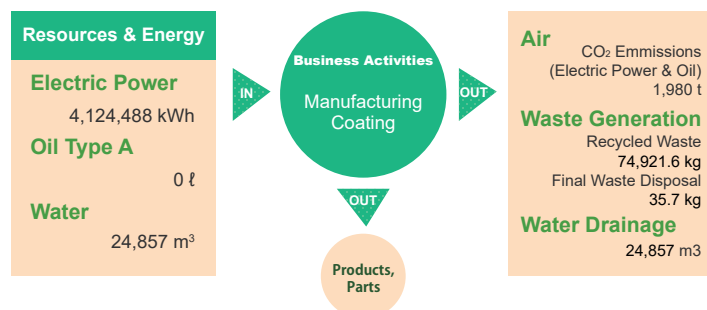 Resources & Energy
Electric Power
4,124,488 kWh
Oil Type A
0 ℓ
Water
24,857 m³
IN
Business Activities
Manufacturing
Coating
OUT
OUT
Products,
Parts
Air
CO₂ Emmissions
(Electric Power & Oil)
1,980 t
Waste Generation
Recycled Waste
74,921.6 kg
Final Waste Disposal
35.7 kg
Water Drainage
24,857 m3